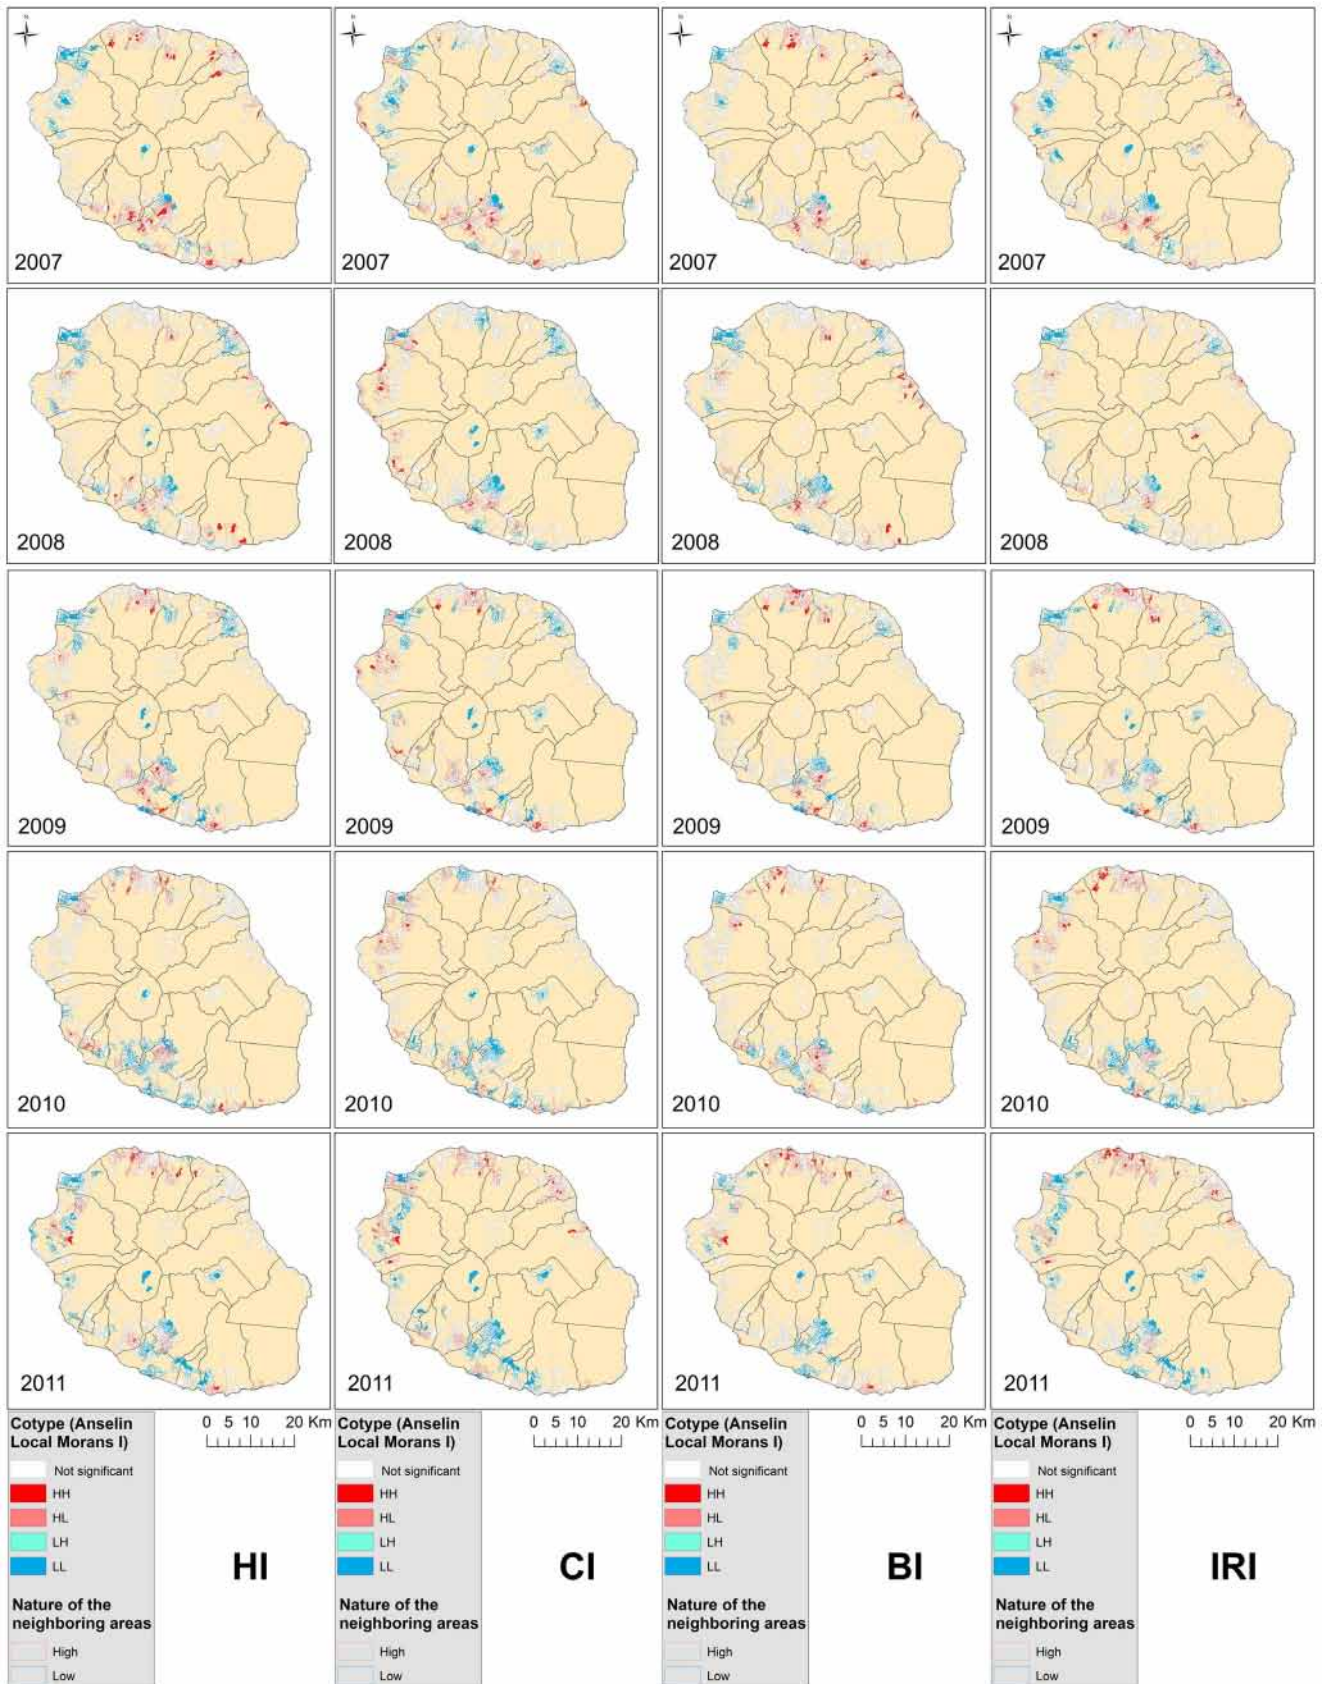 N
N
N
N
2007
2007
2007
2007
2008
2008
2008
2008
2009
2009
2009
2009
2010
2010
2010
2010
2011
2011
2011
2011
Cotype (Anselin
Local Morans I)
Not significant
HH
HL
LH
LL
Nature of the
neighboring areas
High
Low
0 5 10 20 Km
HI
Cotype (Anselin
Local Morans I)
Not significant
HH
HL
LH
LL
Nature of the
neighboring areas
High
Low
0 5 10 20 Km
CI
Cotype (Anselin
Local Morans I)
Not significant
HH
HL
LH
LL
Nature of the
neighboring areas
High
Low
0 5 10 20 Km
BI
Cotype (Anselin
Local Morans I)
Not significant
HH
HL
LH
LL
Nature of the
neighboring areas
High
Low
0 5 10 20 Km
IRI